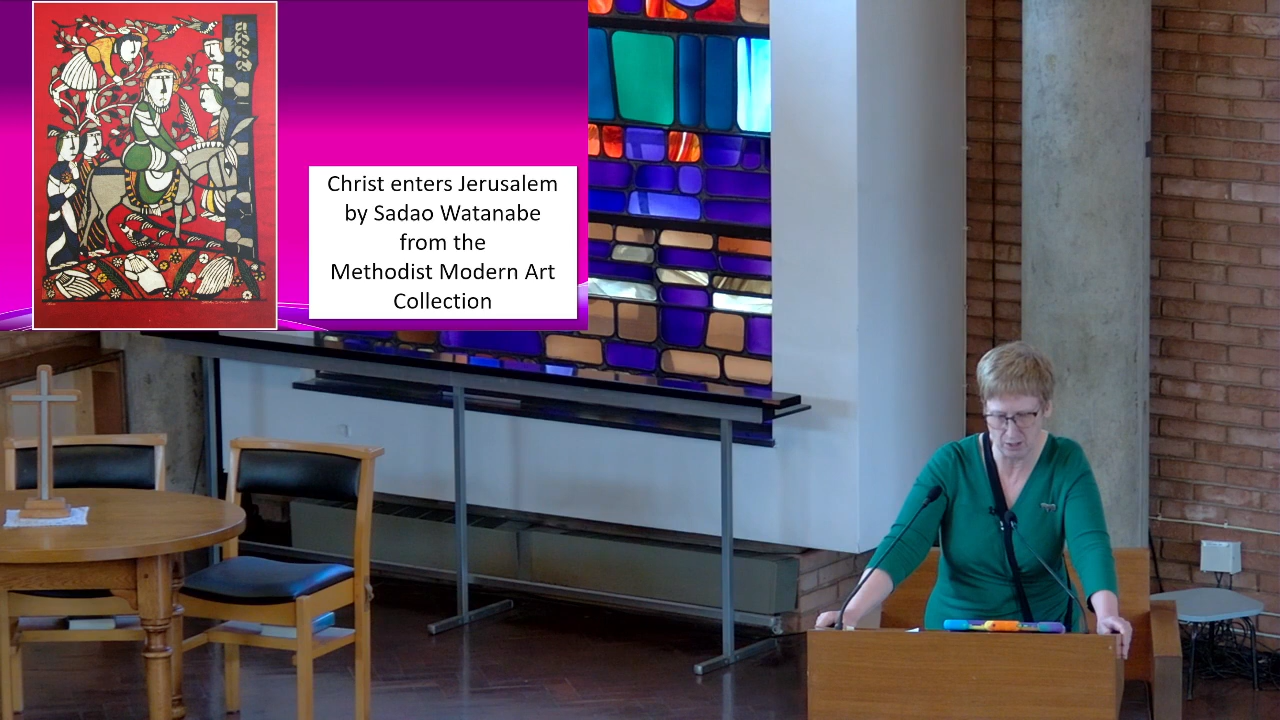 Christ enters Jerusalem
by Sadao Watanabe
from the
Methodist Modern Art
Collection